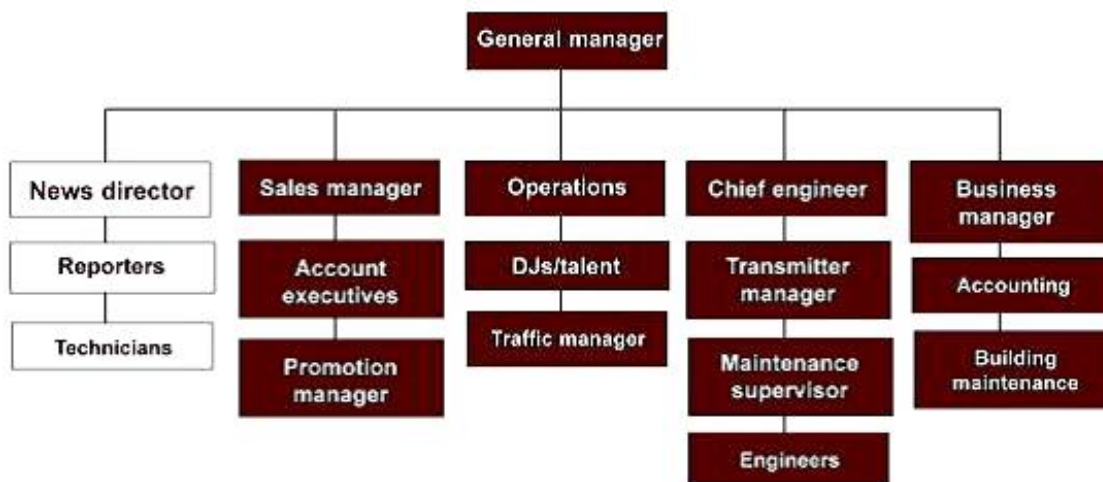 General manager
News director
Reporters
Technicians
Sales manager
Account
executives
Promotion
manager
Operations
DJs/talent
Traffic manager
Chief engineer
Transmitter
manager
Maintenance
supervisor
Engineers
Business
manager
Accounting
Building
maintenance